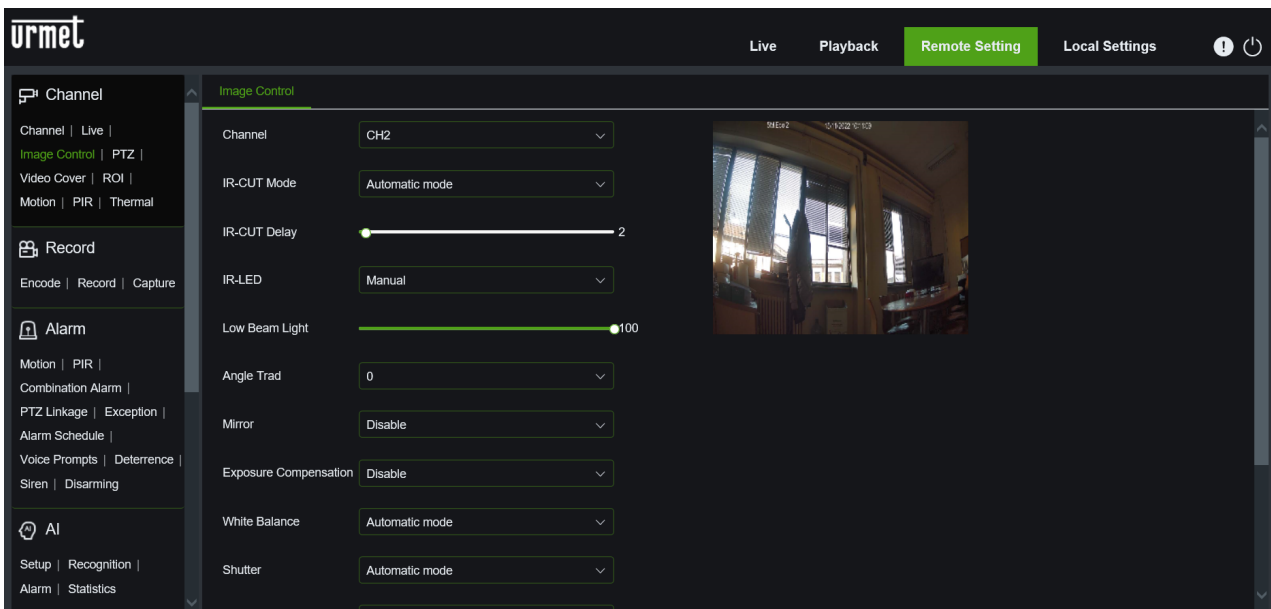 urmet
Live Playback Remote Setting Local Settings
Channel
Channel | Live |
Image Control | PTZ |
Video Cover | ROI |
Motion | PIR | Thermal
Record
Encode | Record | Capture
Alarm
Motion | PIR |
Combination Alarm |
PTZ Linkage | Exception |
Alarm Schedule |
Voice Prompts | Deterrence |
Siren | Disarming
AI
Setup | Recognition |
Alarm | Statistics
Image Control
Channel CH2
IR-CUT Mode Automatic mode
IR-CUT Delay 2
IR-LED Manual
Low Beam Light 100
Angle Trad 0
Mirror Disable
Exposure Compensation Disable
White Balance Automatic mode
Shutter Automatic mode